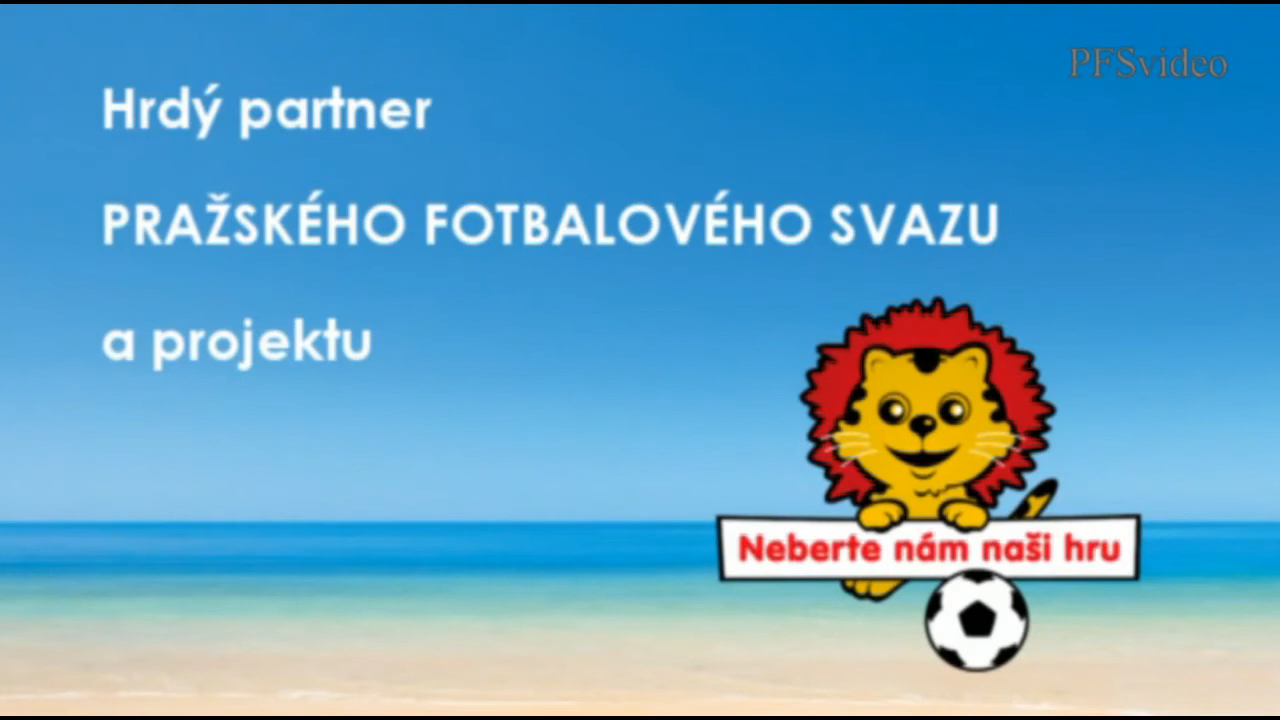 PFSvideo
Hrdý partner
PRAŽSKÉHO FOTBALOVÉHO SVAZU
a projektu
Neberte nám naši hru